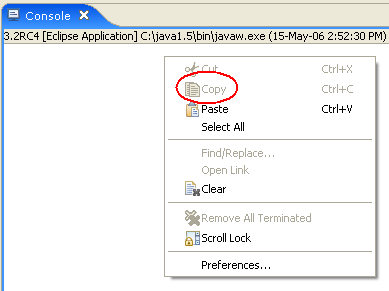 Console
3.2RC4 [Eclipse Application] C:\java1.5\bin\javaw.exe (15-May-06 2:52:30 PM)
Cut Ctrl+X
Copy Ctrl+C
Paste Ctrl+V
Select All
Find/Replace...
Open Link
Clear
Remove All Terminated
Scroll Lock
Preferences...